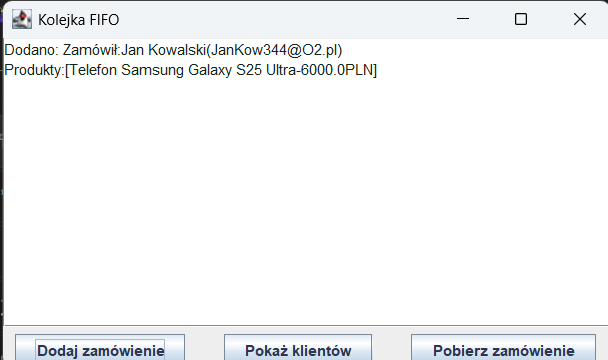 Kolejka FIFO
Dodano: Zamówił:Jan Kowalski(JanKow344@O2.pl)
Produkty:[Telefon Samsung Galaxy S25 Ultra-6000.0PLN]
Dodaj zamówienie Pokaż klientów Pobierz zamówienie